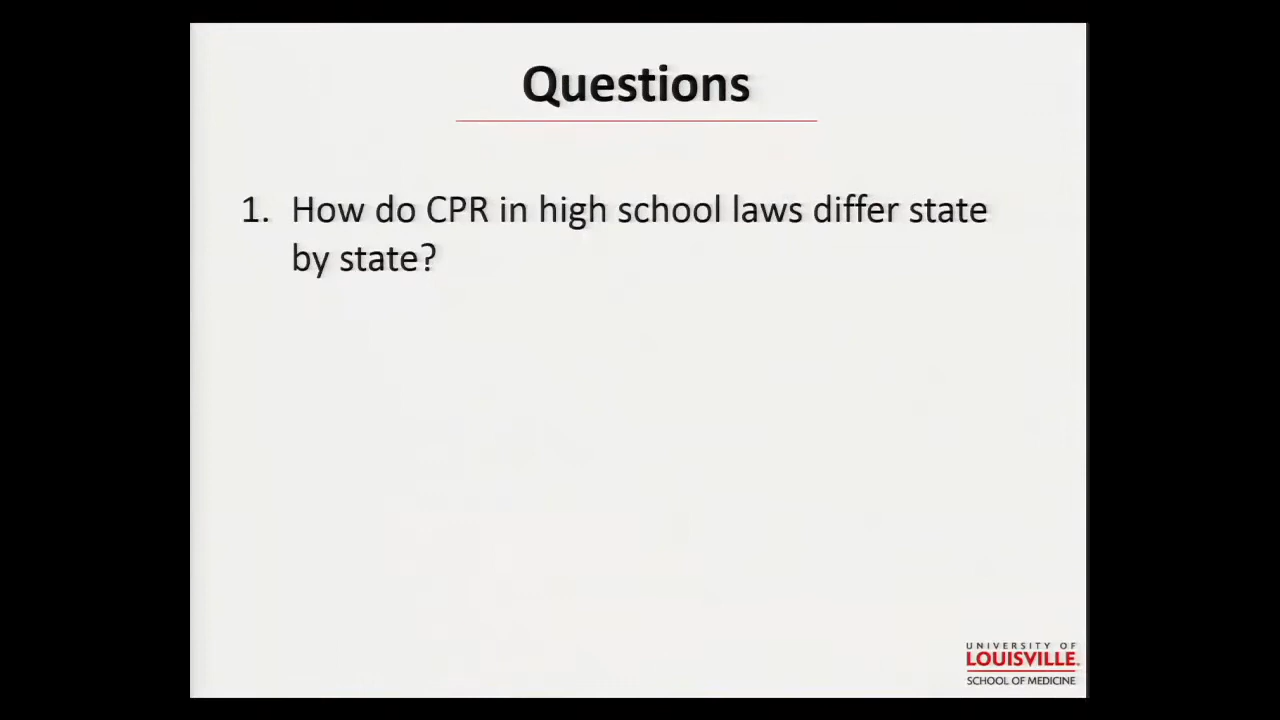 Questions
1. How do CPR in high school laws differ state
by state?
UNIVERSITY OF
LOUISVILLE.
SCHOOL OF MEDICINE